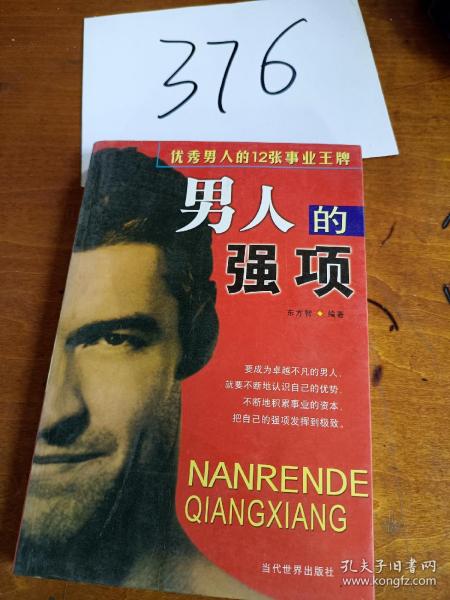 376
优秀男人的12张事业王牌
男人的
强项
东方智◆编著
要成为卓越不凡的男人，
就要不断地认识自己的优势，
不断地积累事业的资本，
把自己的强项发挥到极致。
NANRENDE
QIANGXIANG
当代世界出版社
孔夫子旧书网
www.kongfz.com